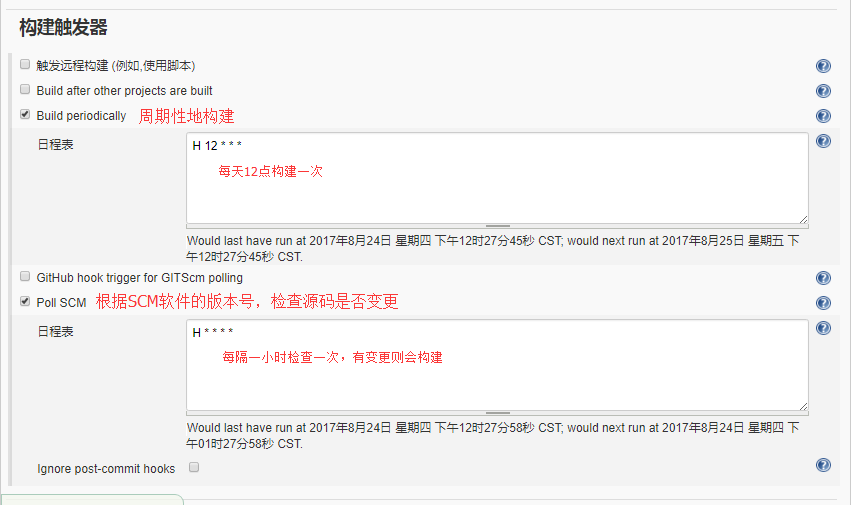 构建触发器
触发远程构建 (例如,使用脚本)
Build after other projects are built
Build periodically 周期性地构建
日程表
H 12 * * *
每天12点构建一次
Would last have run at 2017年8月24日 星期四 下午12时27分45秒 CST; would next run at 2017年8月25日 星期五 下
午12时27分45秒 CST.
GitHub hook trigger for GITScm polling
Poll SCM 根据SCM软件的版本号，检查源码是否变更
日程表
H * * * *
每隔一小时检查一次，有变更则会构建
Would last have run at 2017年8月24日 星期四 下午12时27分58秒 CST; would next run at 2017年8月24日 星期四 下
午01时27分58秒 CST.
Ignore post-commit hooks